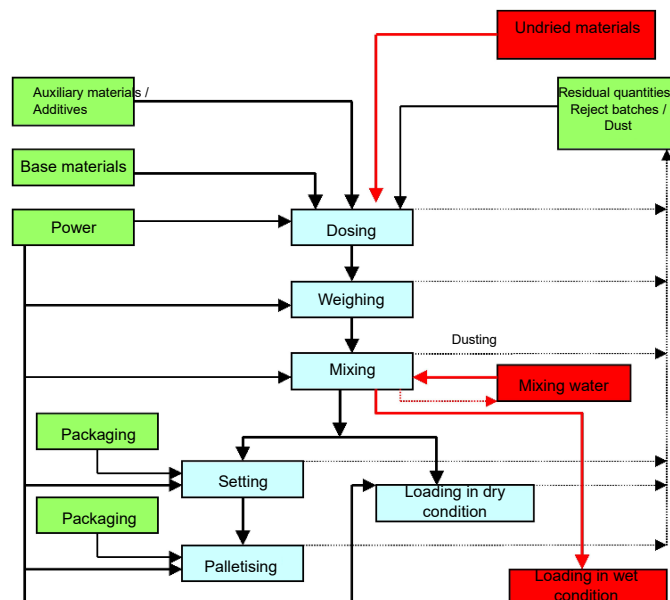 Undried materials
Auxiliary materials /
Additives
Residual quantities
Reject batches /
Dust
Base materials
Power
Dosing
Weighing
Dusting
Mixing
Mixing water
Packaging
Setting
Loading in dry
condition
Packaging
Palletising
Loading in wet
condition